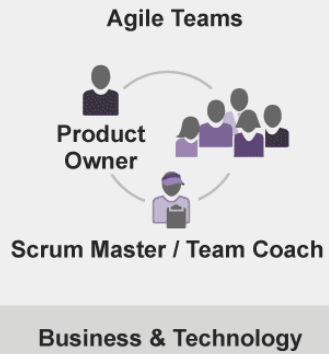 Agile Teams
Product
Owner
Scrum Master / Team Coach
Business & Technology